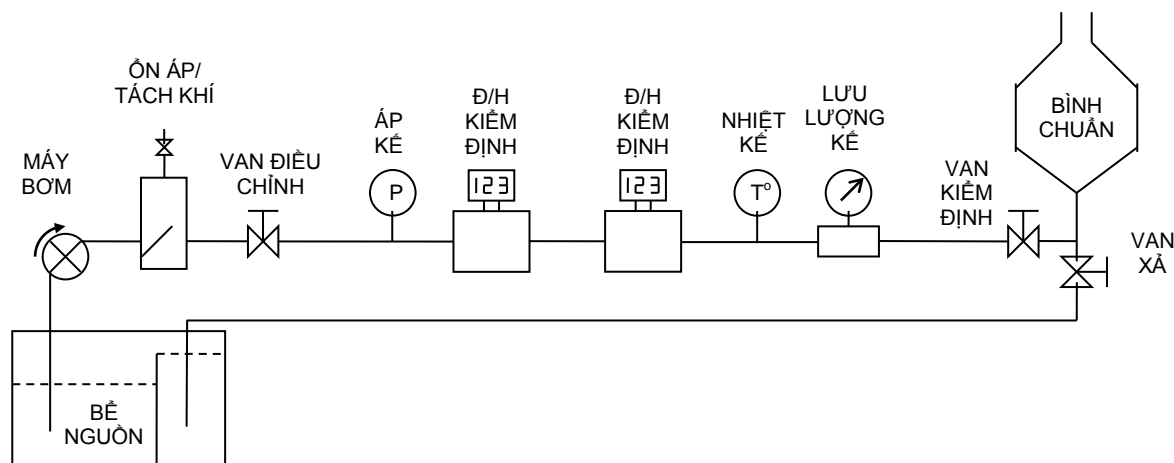 ỔN ÁP/
TÁCH KHÍ
MÁY
BƠM
VAN ĐIỀU
CHỈNH
ÁP
KẾ
P
Đ/H
KIỂM
ĐỊNH
123
Đ/H
KIỂM
ĐỊNH
123
NHIỆT
KẾ
T°
LƯU
LƯỢNG
KẾ
VAN
KIỂM
ĐỊNH
BÌNH
CHUẨN
VAN
XẢ
BỂ
NGUỒN